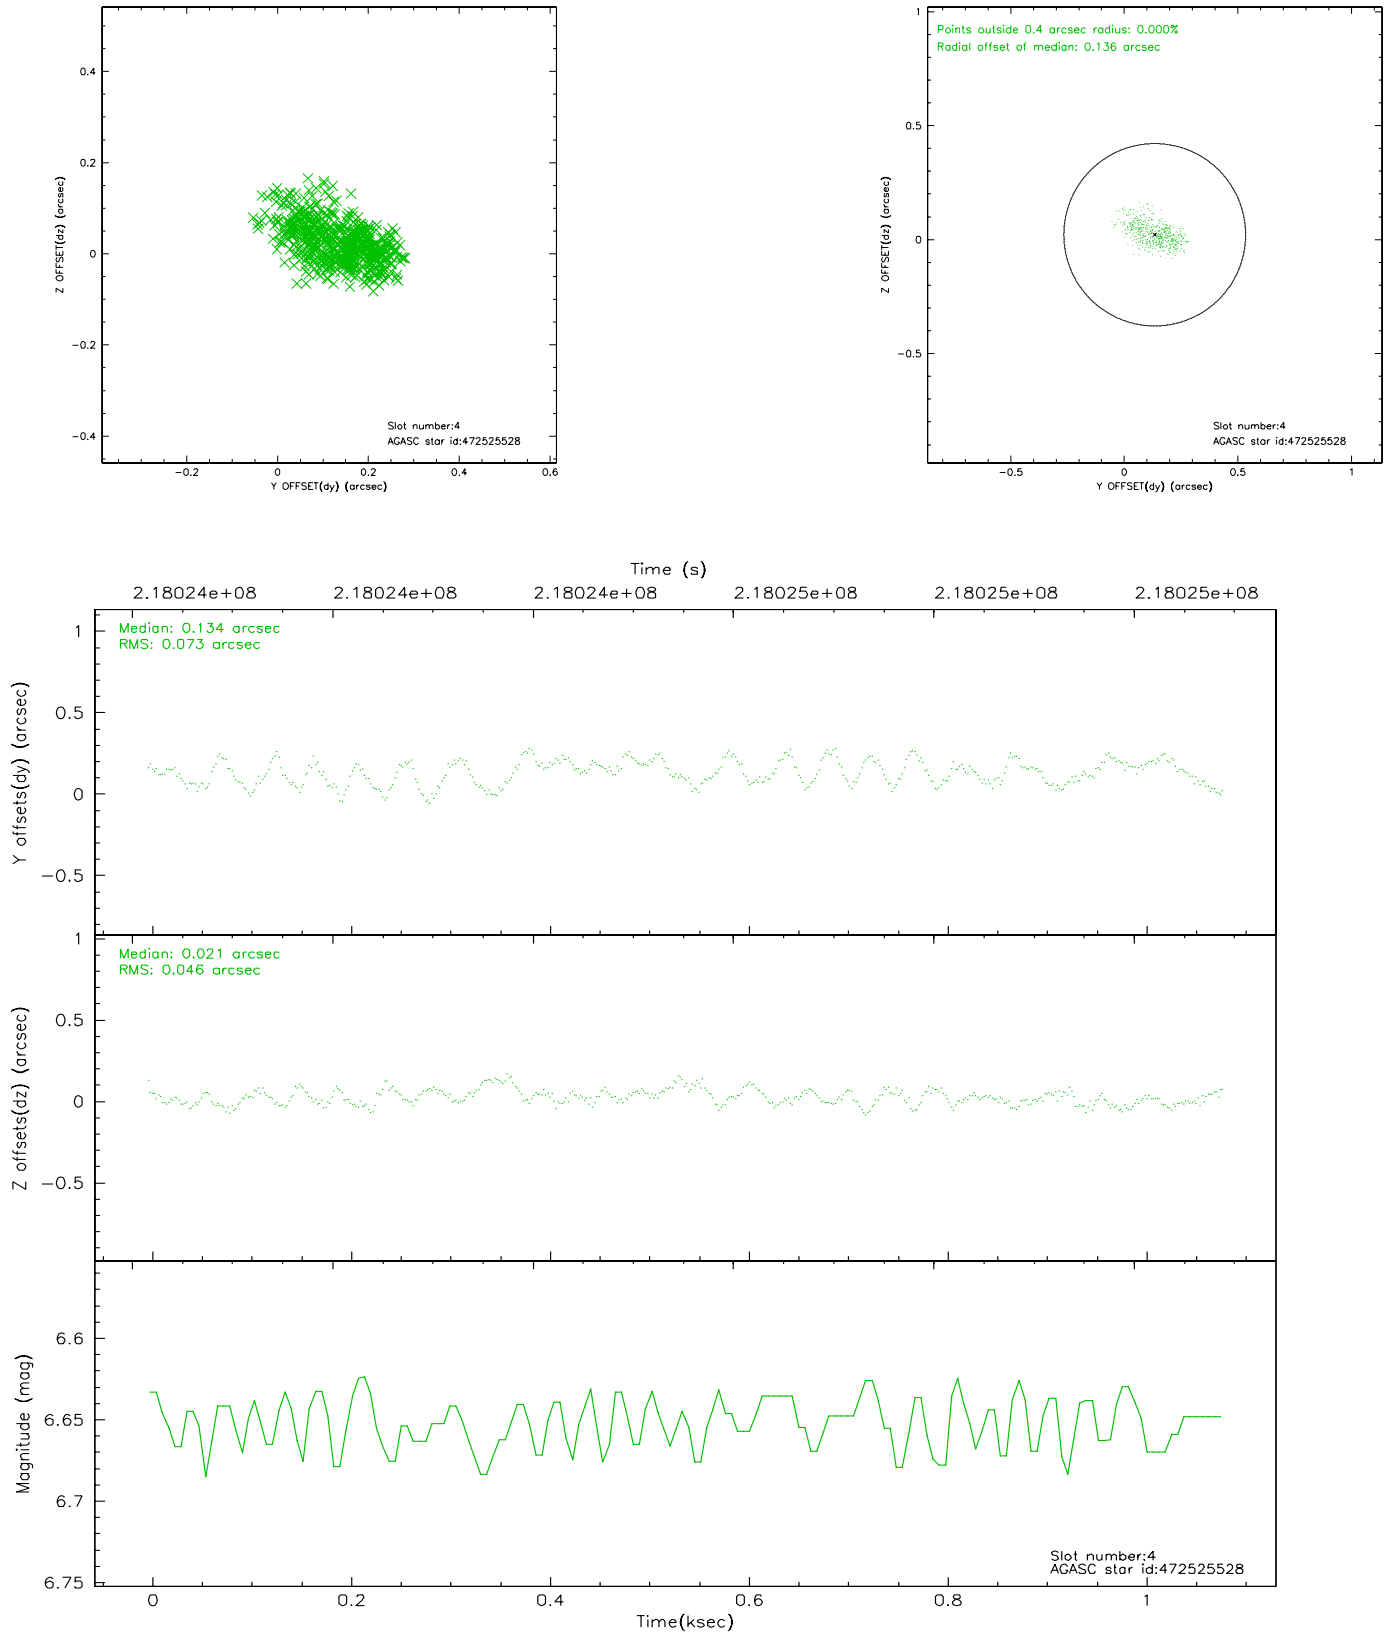 0.4
0.2
0
−0.2
−0.4
Z OFFSET(dz) (arcsec)
Slot number:4
AGASC star id:472525528
−0.2
0
0.2
0.4
0.6
Y OFFSET(dy) (arcsec)
Points outside 0.4 arcsec radius: 0.000%
Radial offset of median: 0.136 arcsec
1
0.5
0
−0.5
Z OFFSET(dz) (arcsec)
Slot number:4
AGASC star id:472525528
−0.5
0
0.5
1
Y OFFSET(dy) (arcsec)
Time (s)
2.18024e+08
2.18024e+08
2.18024e+08
2.18025e+08
2.18025e+08
2.18025e+08
Median: 0.134 arcsec
RMS: 0.073 arcsec
1
0.5
0
−0.5
Y offsets(dy) (arcsec)
Median: 0.021 arcsec
RMS: 0.046 arcsec
1
0.5
0
−0.5
Z offsets(dz) (arcsec)
6.6
6.65
6.7
6.75
Magnitude (mag)
Slot number:4
AGASC star id:472525528
0
0.2
0.4
0.6
0.8
1
Time(ksec)